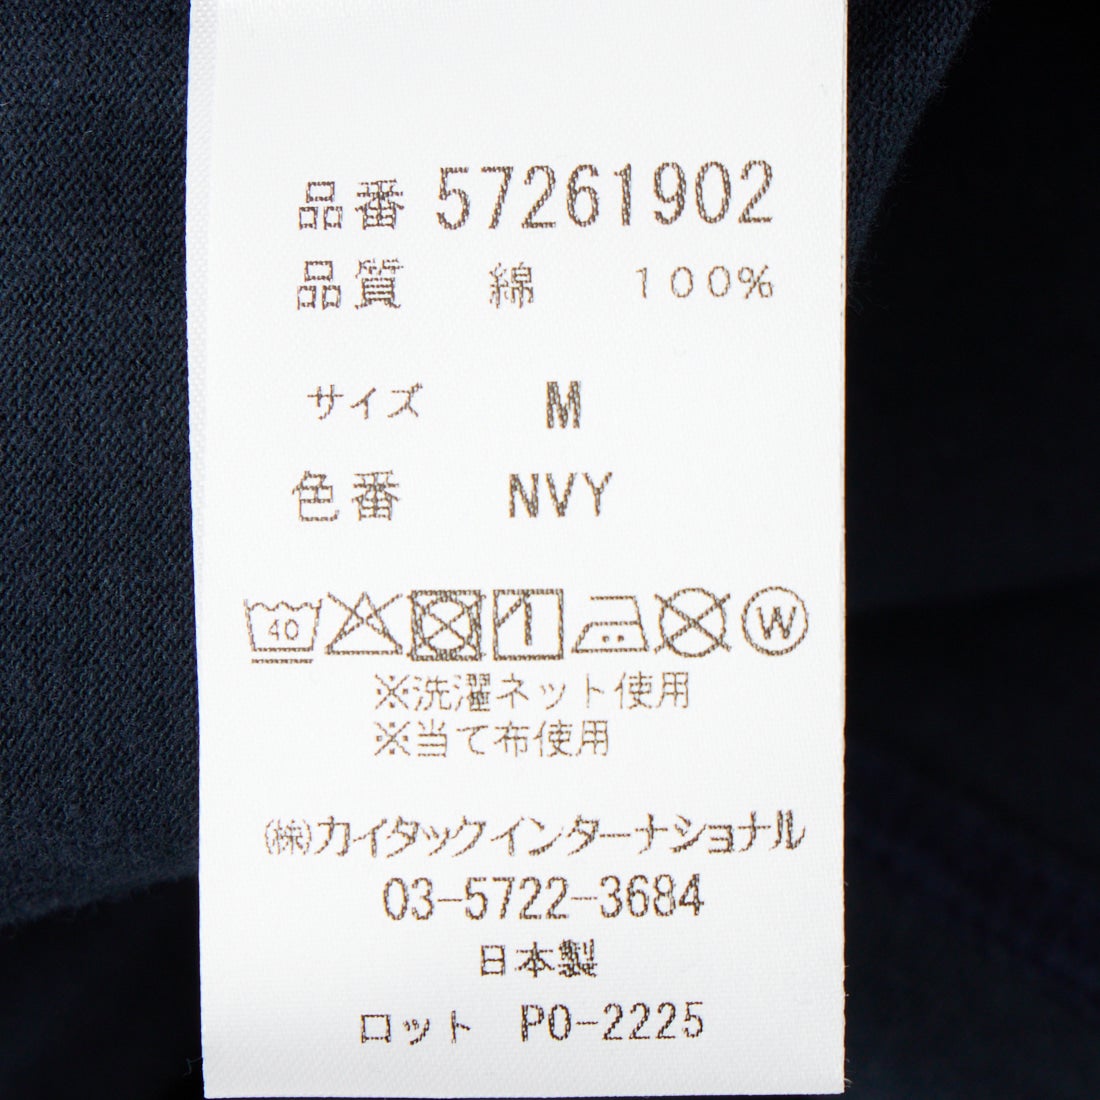 品番 57261902
品質 綿 100%
サイズ M
色番 NVY
40 W
※洗濯ネット使用
※当て布使用
㈱カイタックインターナショナル
03-5722-3684
日本製
ロット PO-2225